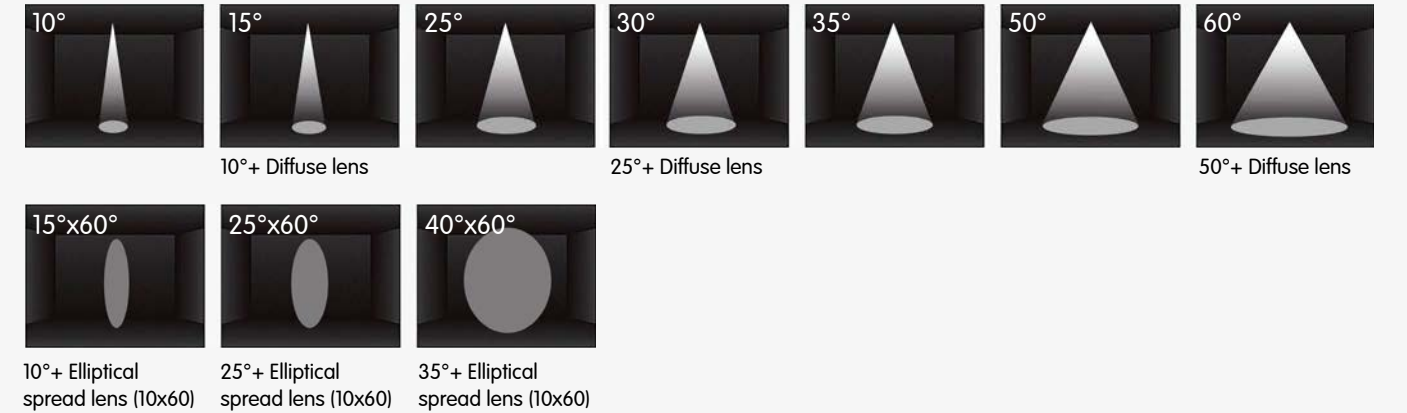 10° 15° 25° 30° 35° 50° 60°
10°+ Diffuse lens 25°+ Diffuse lens 50°+ Diffuse lens
15°x60° 25°x60° 40°x60°
10°+ Elliptical 25°+ Elliptical 35°+ Elliptical
spread lens (10x60) spread lens (10x60) spread lens (10x60)